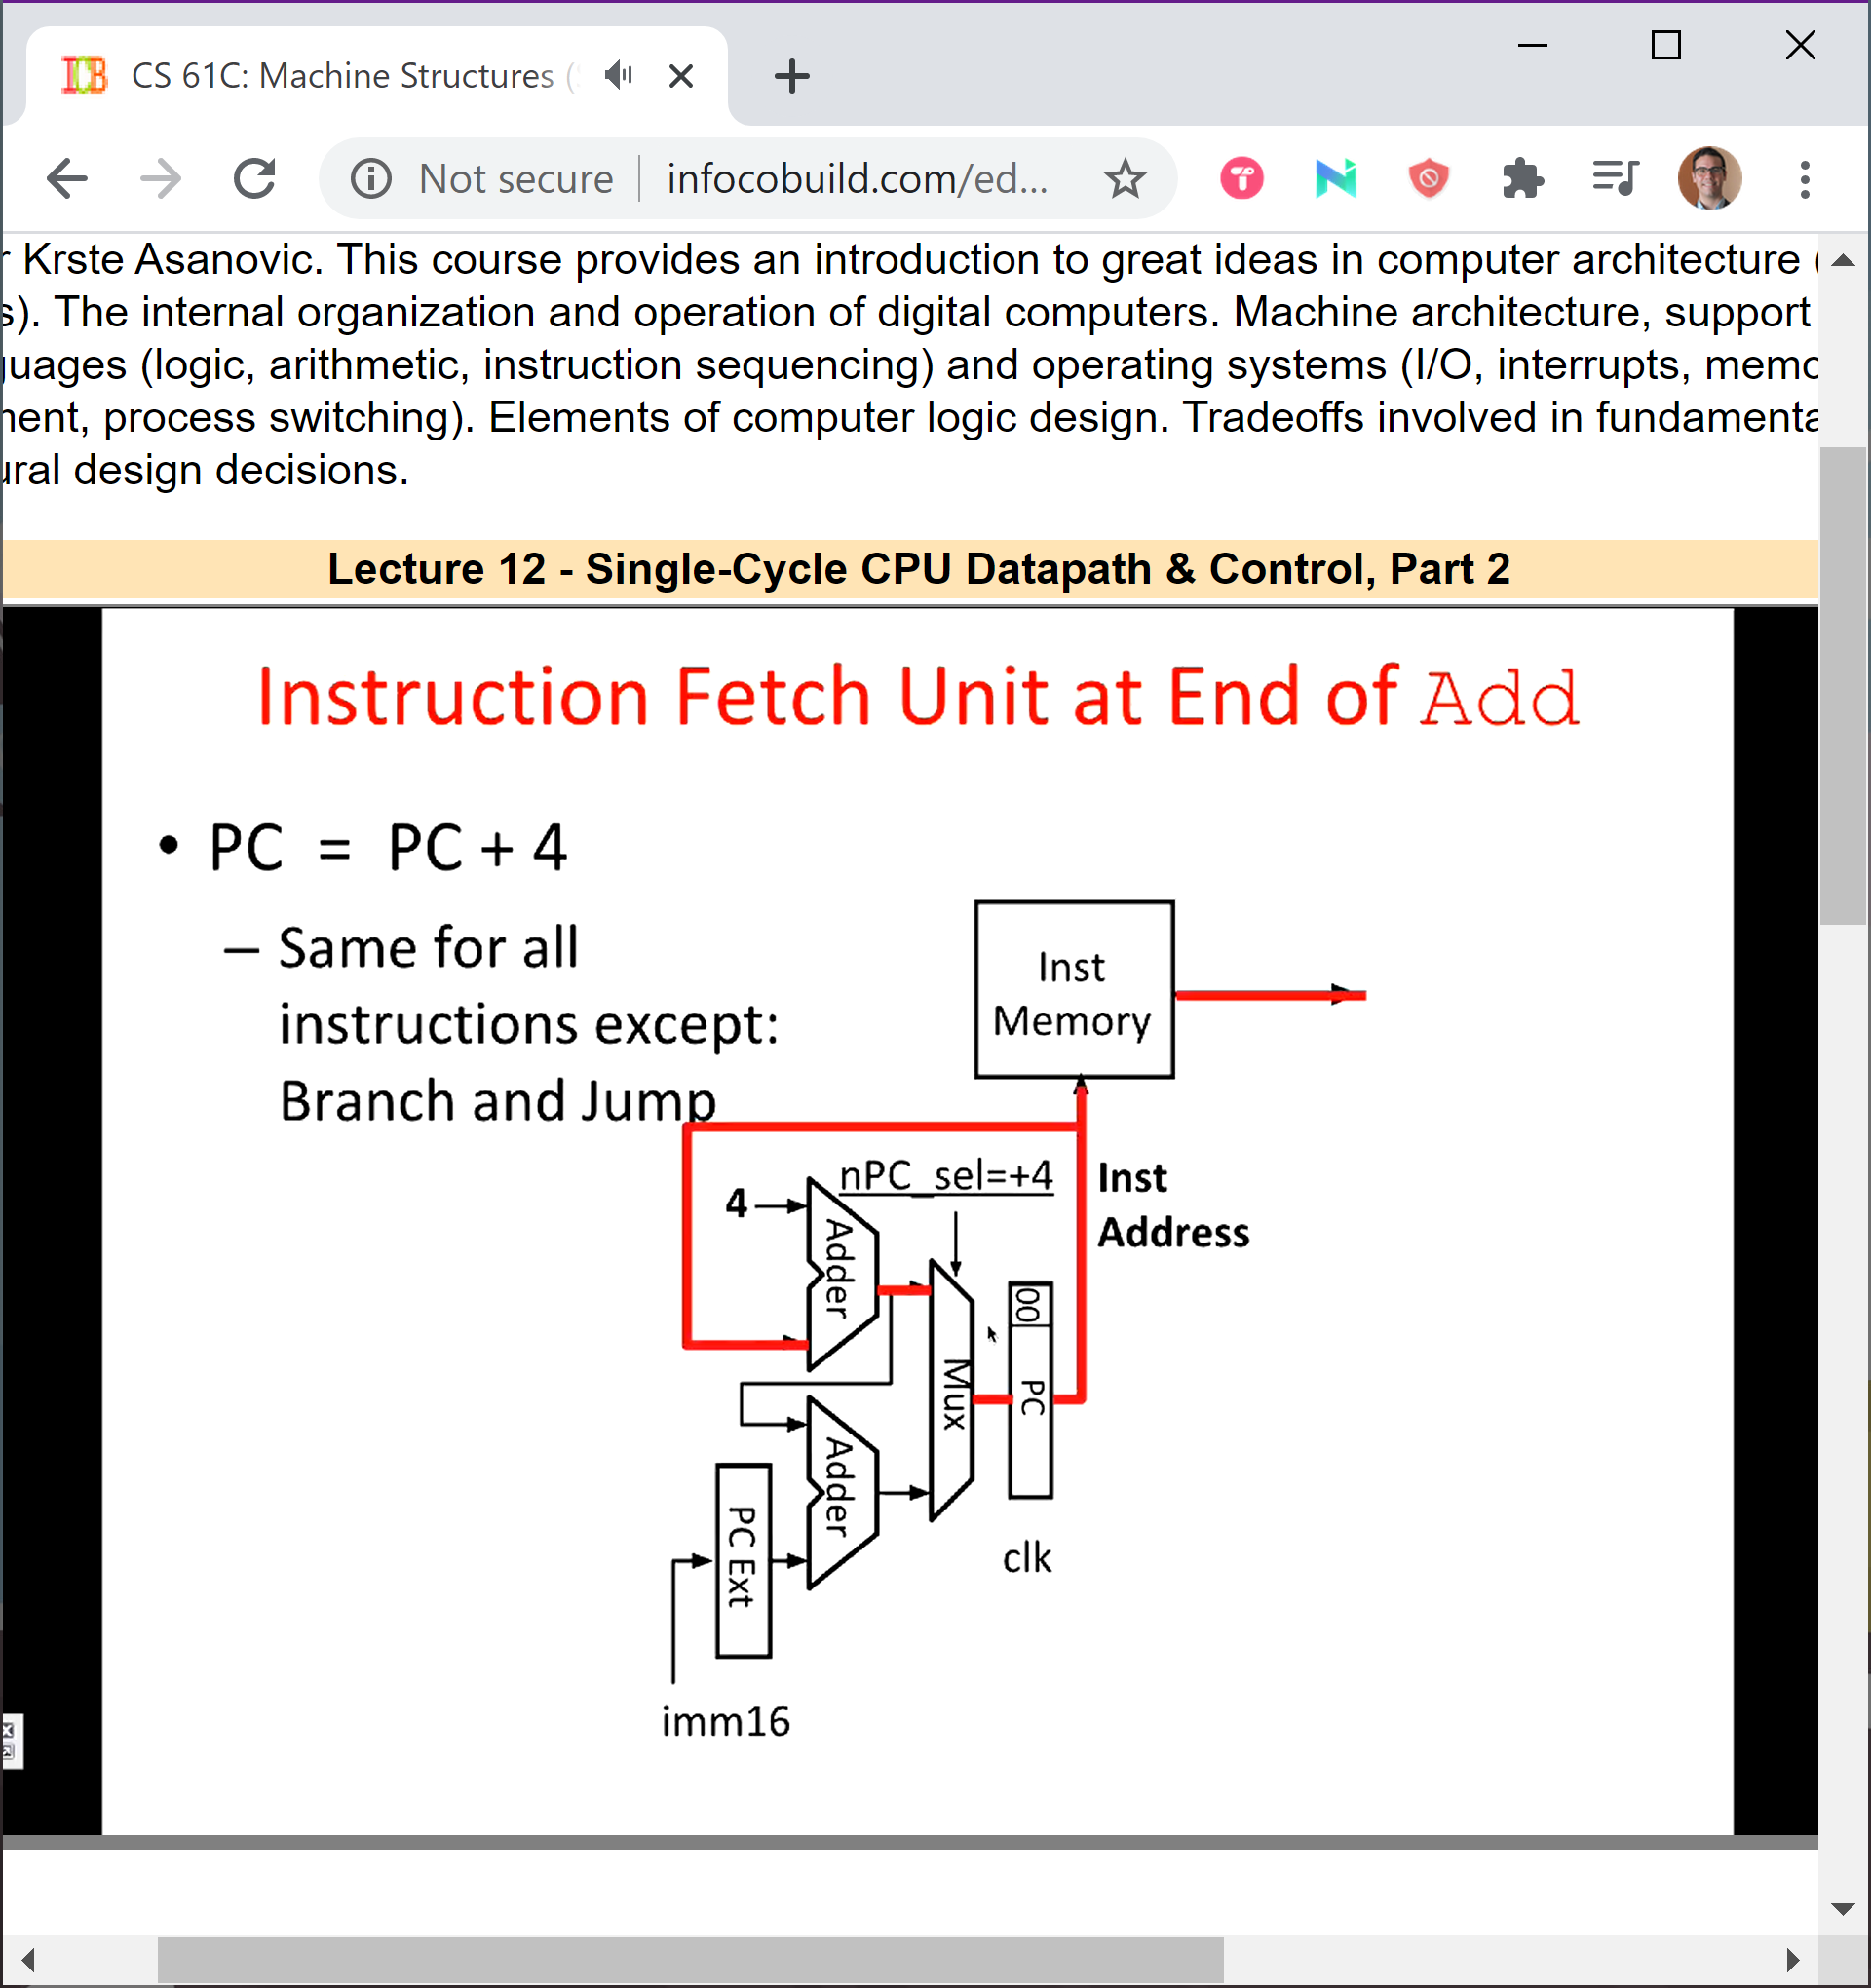 CS 61C: Machine Structures (
Not secure infocobuild.com/ed...
r Krste Asanovic. This course provides an introduction to great ideas in computer architecture (
s). The internal organization and operation of digital computers. Machine architecture, support
guages (logic, arithmetic, instruction sequencing) and operating systems (I/O, interrupts, memo
ment, process switching). Elements of computer logic design. Tradeoffs involved in fundamenta
ural design decisions.
Lecture 12 - Single-Cycle CPU Datapath & Control, Part 2
Instruction Fetch Unit at End of Add
• PC = PC + 4
– Same for all
instructions except:
Branch and Jump
Inst
Memory
nPC_sel=+4
Inst
Address
4
Adder
00
PC
Mux
Adder
PC Ext
clk
imm16